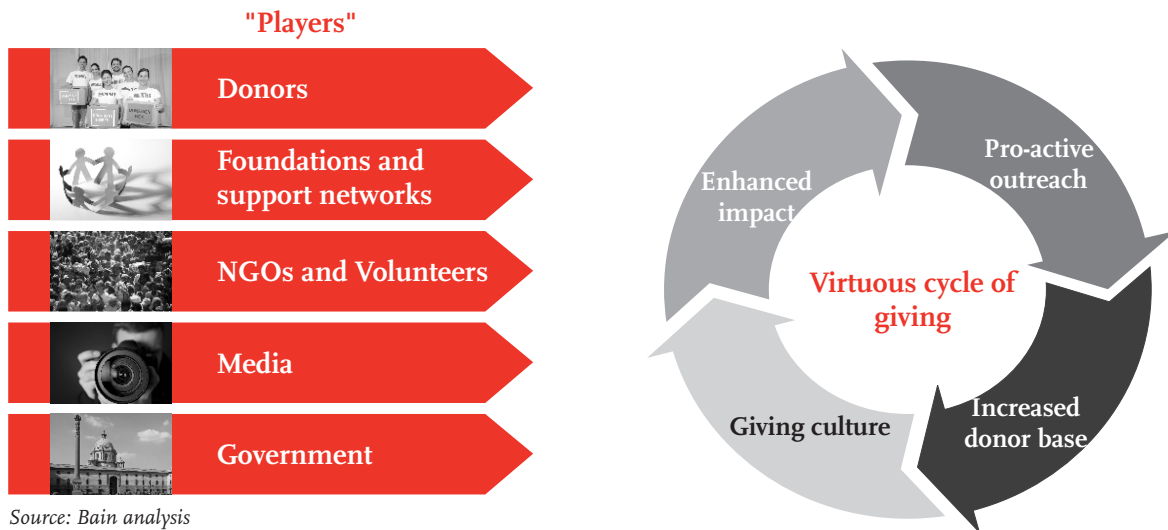 "Players"
Donors
Foundations and
support networks
NGOs and Volunteers
Media
Government
Source: Bain analysis
Enhanced
impact
Pro-active
outreach
Virtuous cycle of
giving
Giving culture
Increased
donor base